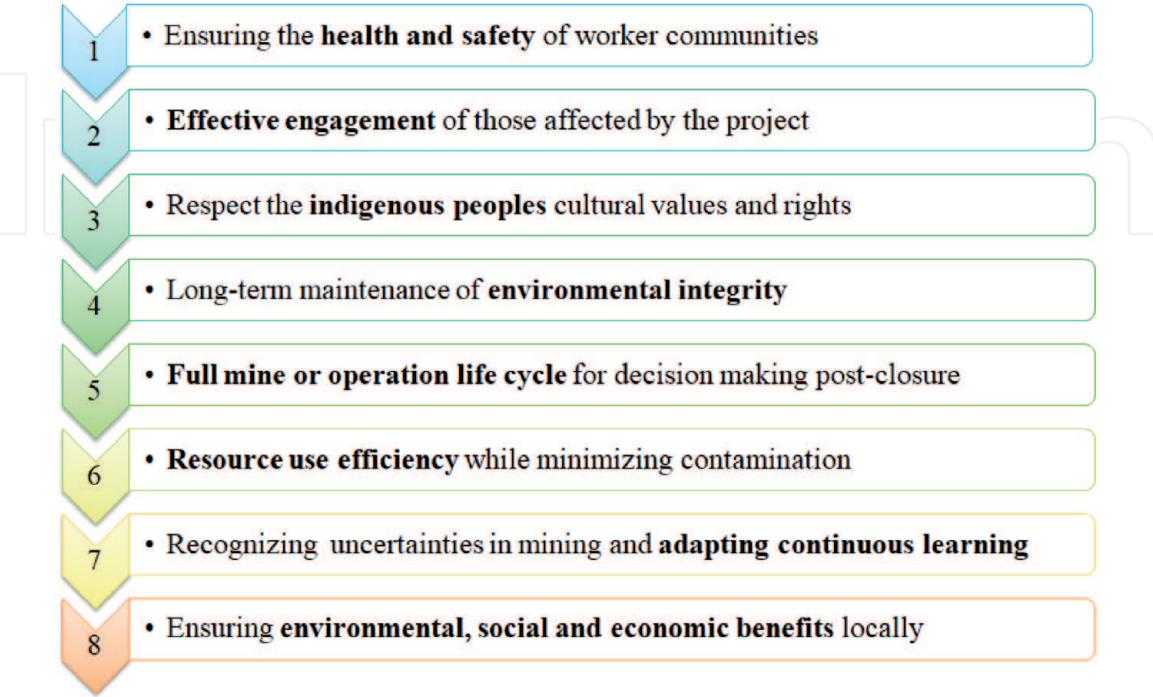 1
• Ensuring the health and safety of worker communities
2
• Effective engagement of those affected by the project
3
• Respect the indigenous peoples cultural values and rights
4
• Long-term maintenance of environmental integrity
5
• Full mine or operation life cycle for decision making post-closure
6
• Resource use efficiency while minimizing contamination
7
• Recognizing uncertainties in mining and adapting continuous learning
8
• Ensuring environmental, social and economic benefits locally